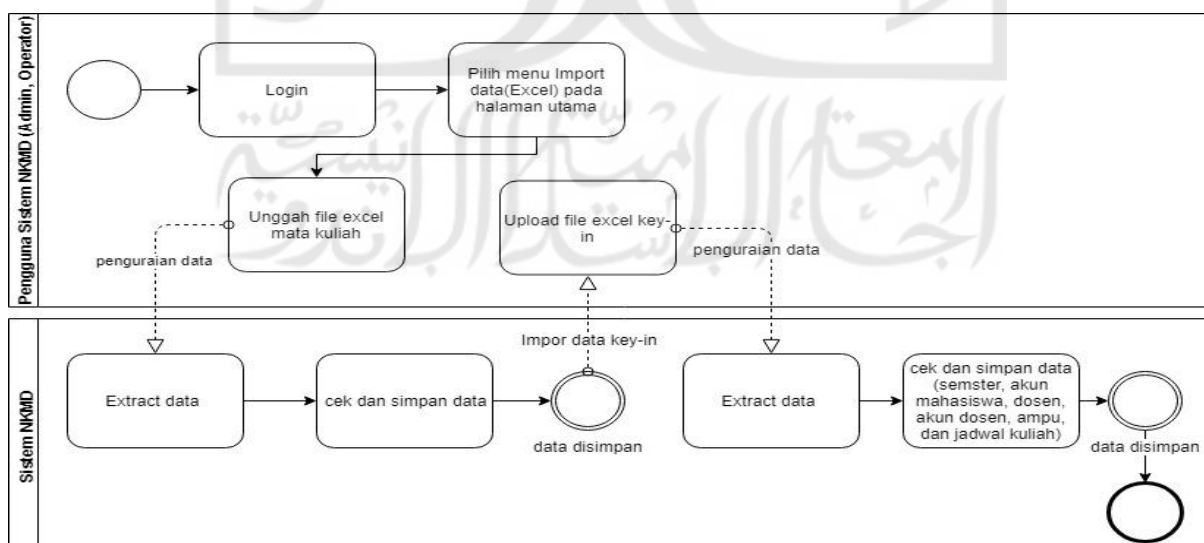 Pengguna Sistem NKMD (Admin, Operator)
Login
Pilih menu Import
data(Excel) pada
halaman utama
Unggah file excel
mata kuliah
Upload file excel key-
in
penguraian data
penguraian data
Sistem NKMD
Impor data key-in
Extract data
cek dan simpan data
data disimpan
Extract data
cek dan simpan data
(semster, akun
mahasiswa, dosen,
akun dosen, ampu,
dan jadwal kuliah)
data disimpan